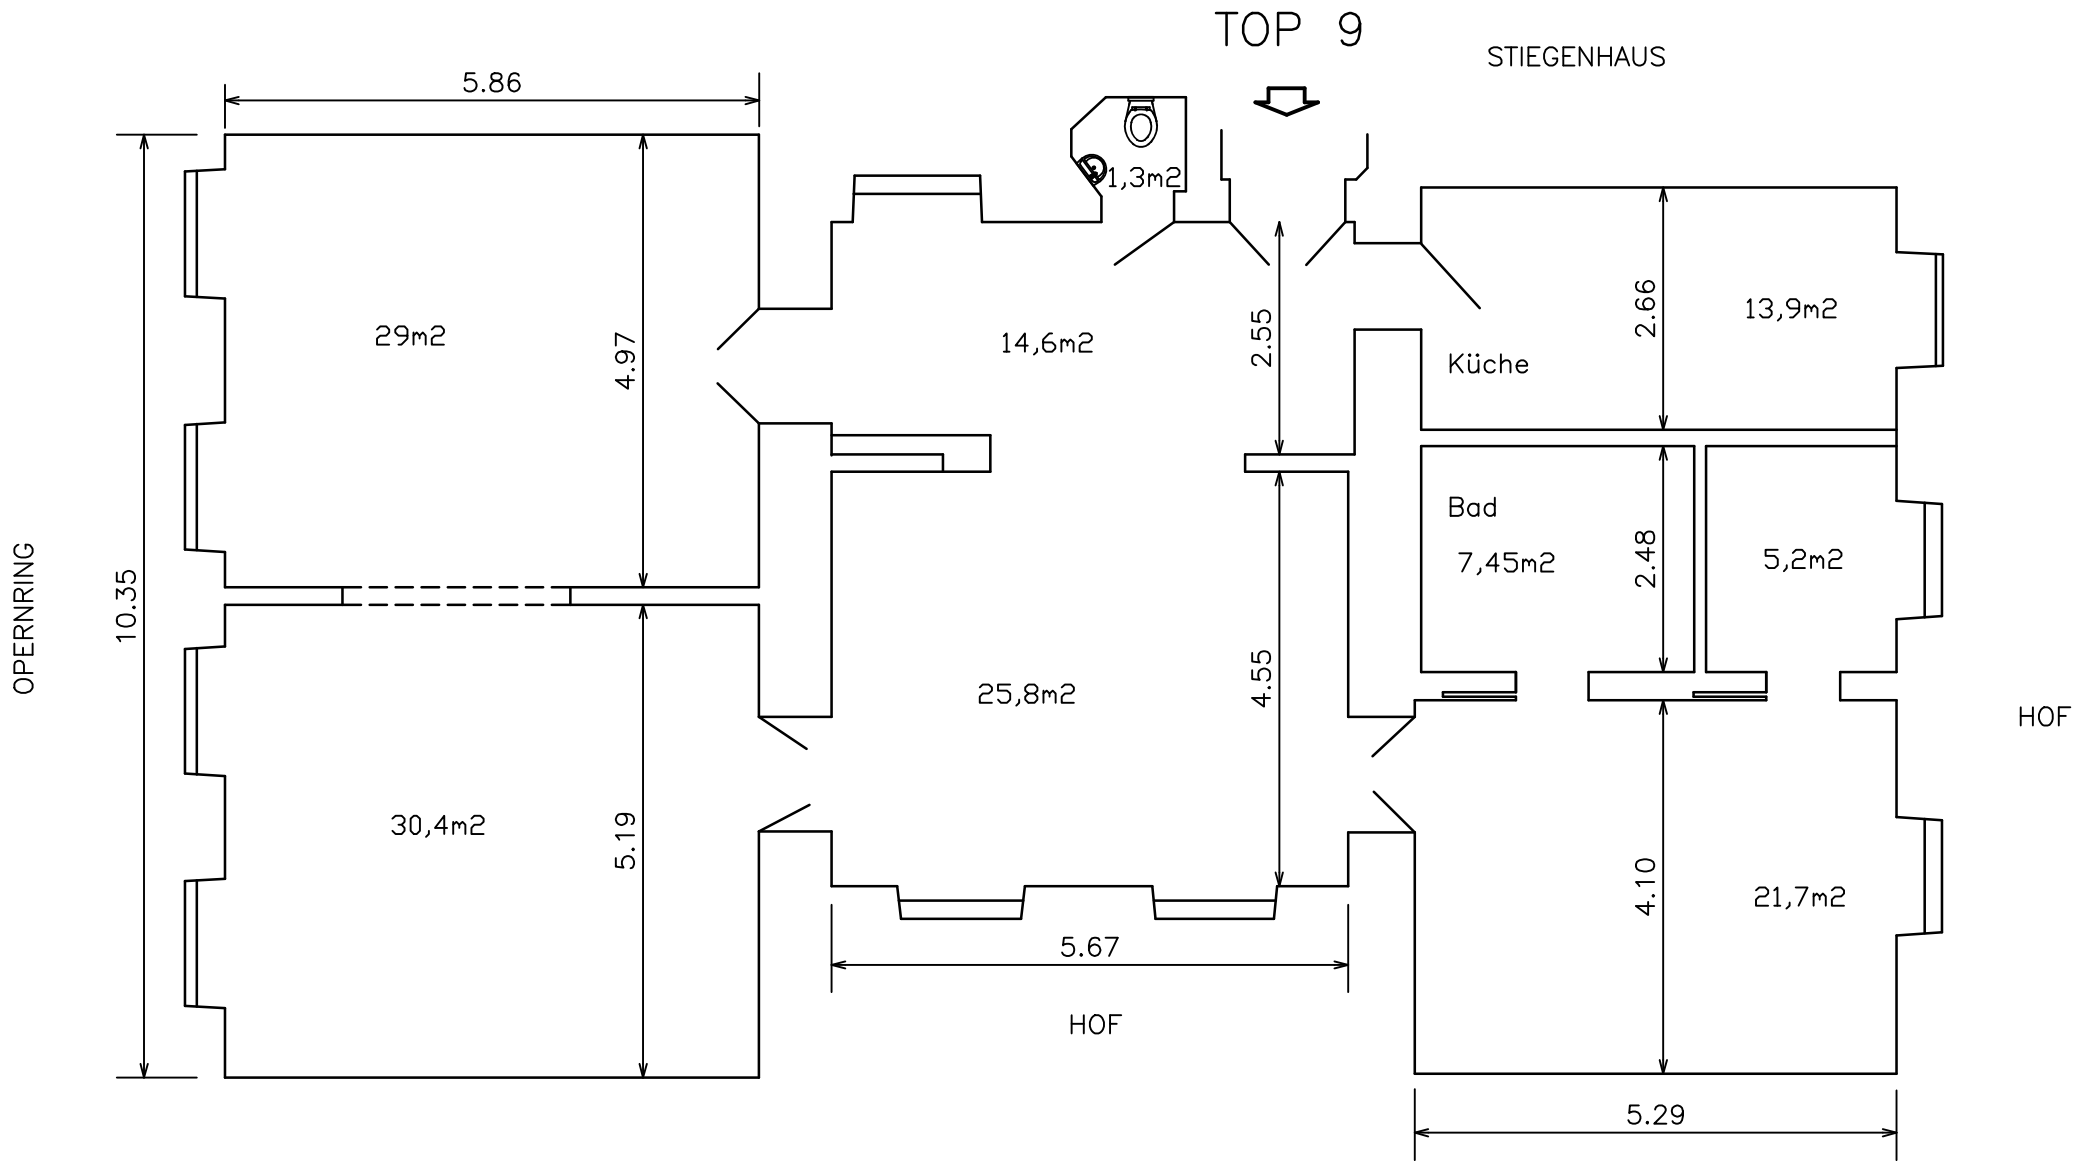 TOP 9
STIEGENHAUS
5.86
1,3m2
29m2
4.97
14,6m2
2.55
2.66
13,9m2
Küche
OPERNRING
10.35
Bad
7,45m2
2.48
5,2m2
25,8m2
4.55
HOF
30,4m2
5.19
4.10
21,7m2
5.67
HOF
5.29